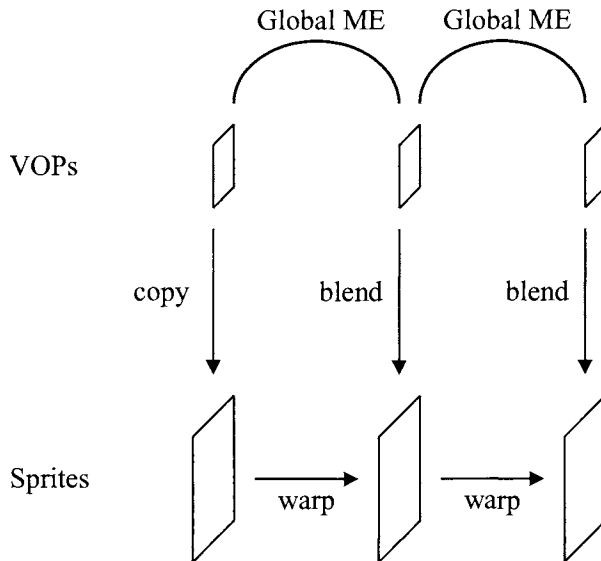 Global ME
Global ME
VOPs
copy
blend
blend
Sprites
warp
warp